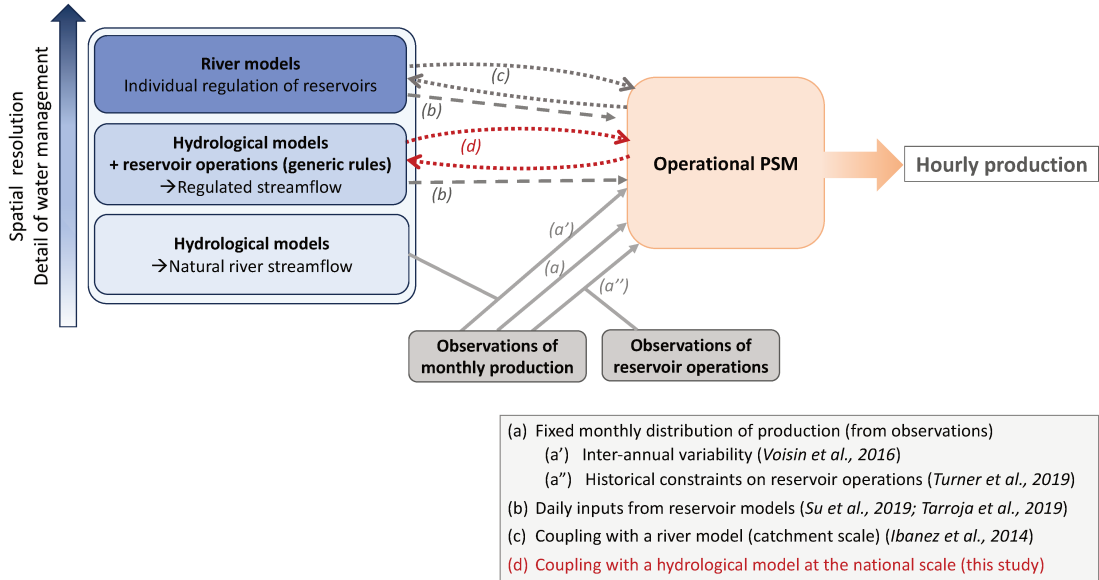 Spatial resolution
Detail of water management
River models
Individual regulation of reservoirs
Hydrological models
+ reservoir operations (generic rules)
→Regulated streamflow
Hydrological models
→Natural river streamflow
(c)
(b)
(d)
(b)
(a’)
(a)
(a’’)
Operational PSM
Hourly production
Observations of
monthly production
Observations of
reservoir operations
(a) Fixed monthly distribution of production (from observations)
(a’) Inter-annual variability (Voisin et al., 2016)
(a”) Historical constraints on reservoir operations (Turner et al., 2019)
(b) Daily inputs from reservoir models (Su et al., 2019; Tarroja et al., 2019)
(c) Coupling with a river model (catchment scale) (Ibanez et al., 2014)
(d) Coupling with a hydrological model at the national scale (this study)